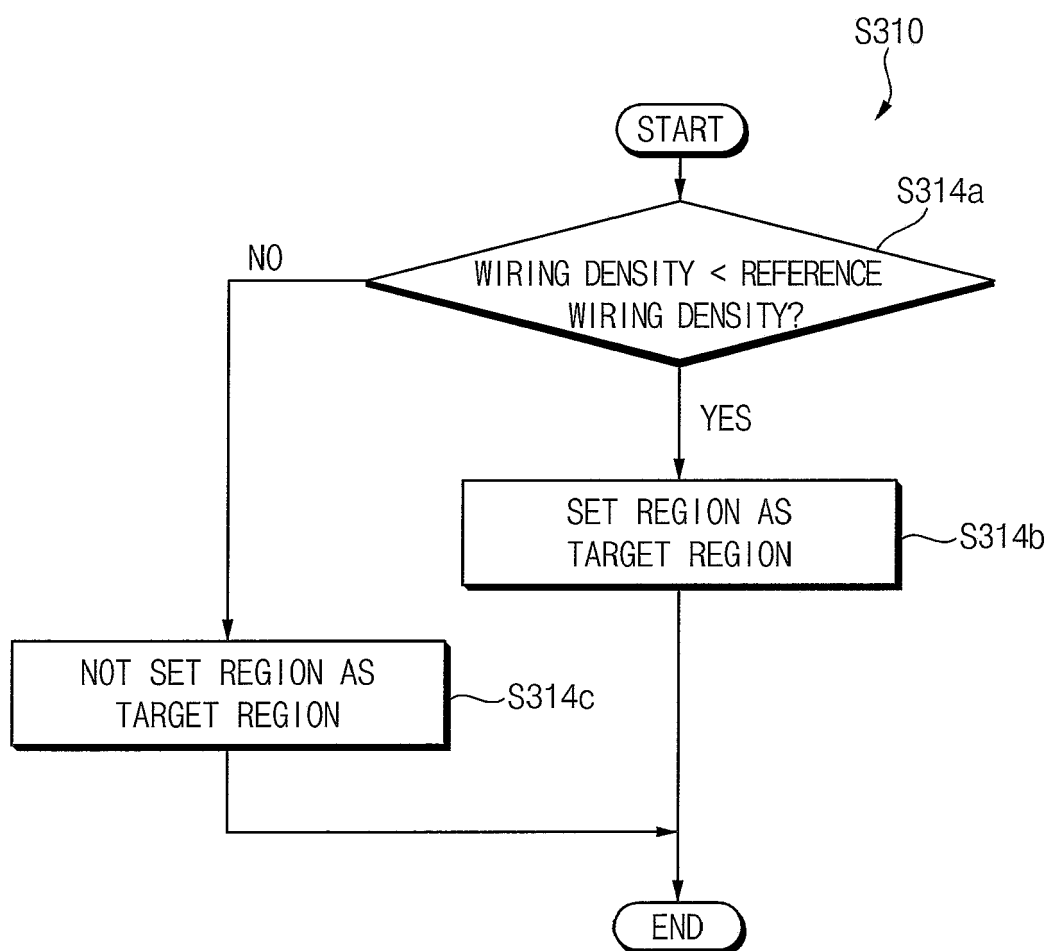 S310
START
S314a
NO
WIRING DENSITY < REFERENCE
WIRING DENSITY?
YES
SET REGION AS
TARGET REGION
S314b
NOT SET REGION AS
TARGET REGION
S314c
END